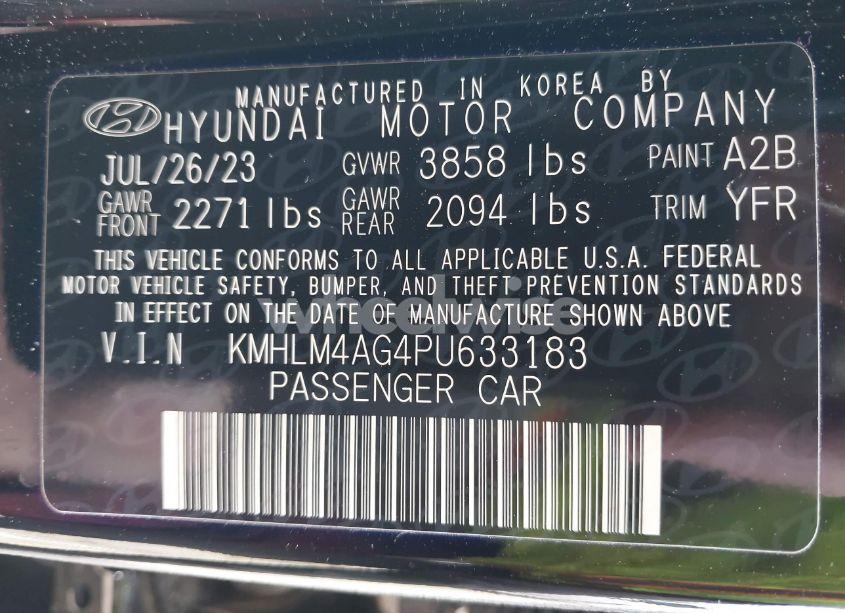 MANUFACTURED IN KOREA BY
HYUNDAI MOTOR COMPANY
JUL/26/23 GVWR 3858 lbs PAINT A2B
GAWR FRONT 2271 lbs GAWR REAR 2094 lbs TRIM YFR
THIS VEHICLE CONFORMS TO ALL APPLICABLE U.S.A. FEDERAL
MOTOR VEHICLE SAFETY, BUMPER, AND THEFT PREVENTION STANDARDS
IN EFFECT ON THE DATE OF MANUFACTURE SHOWN ABOVE
wheelwise
V.I.N KMHLM4AG4PU633183
PASSENGER CAR